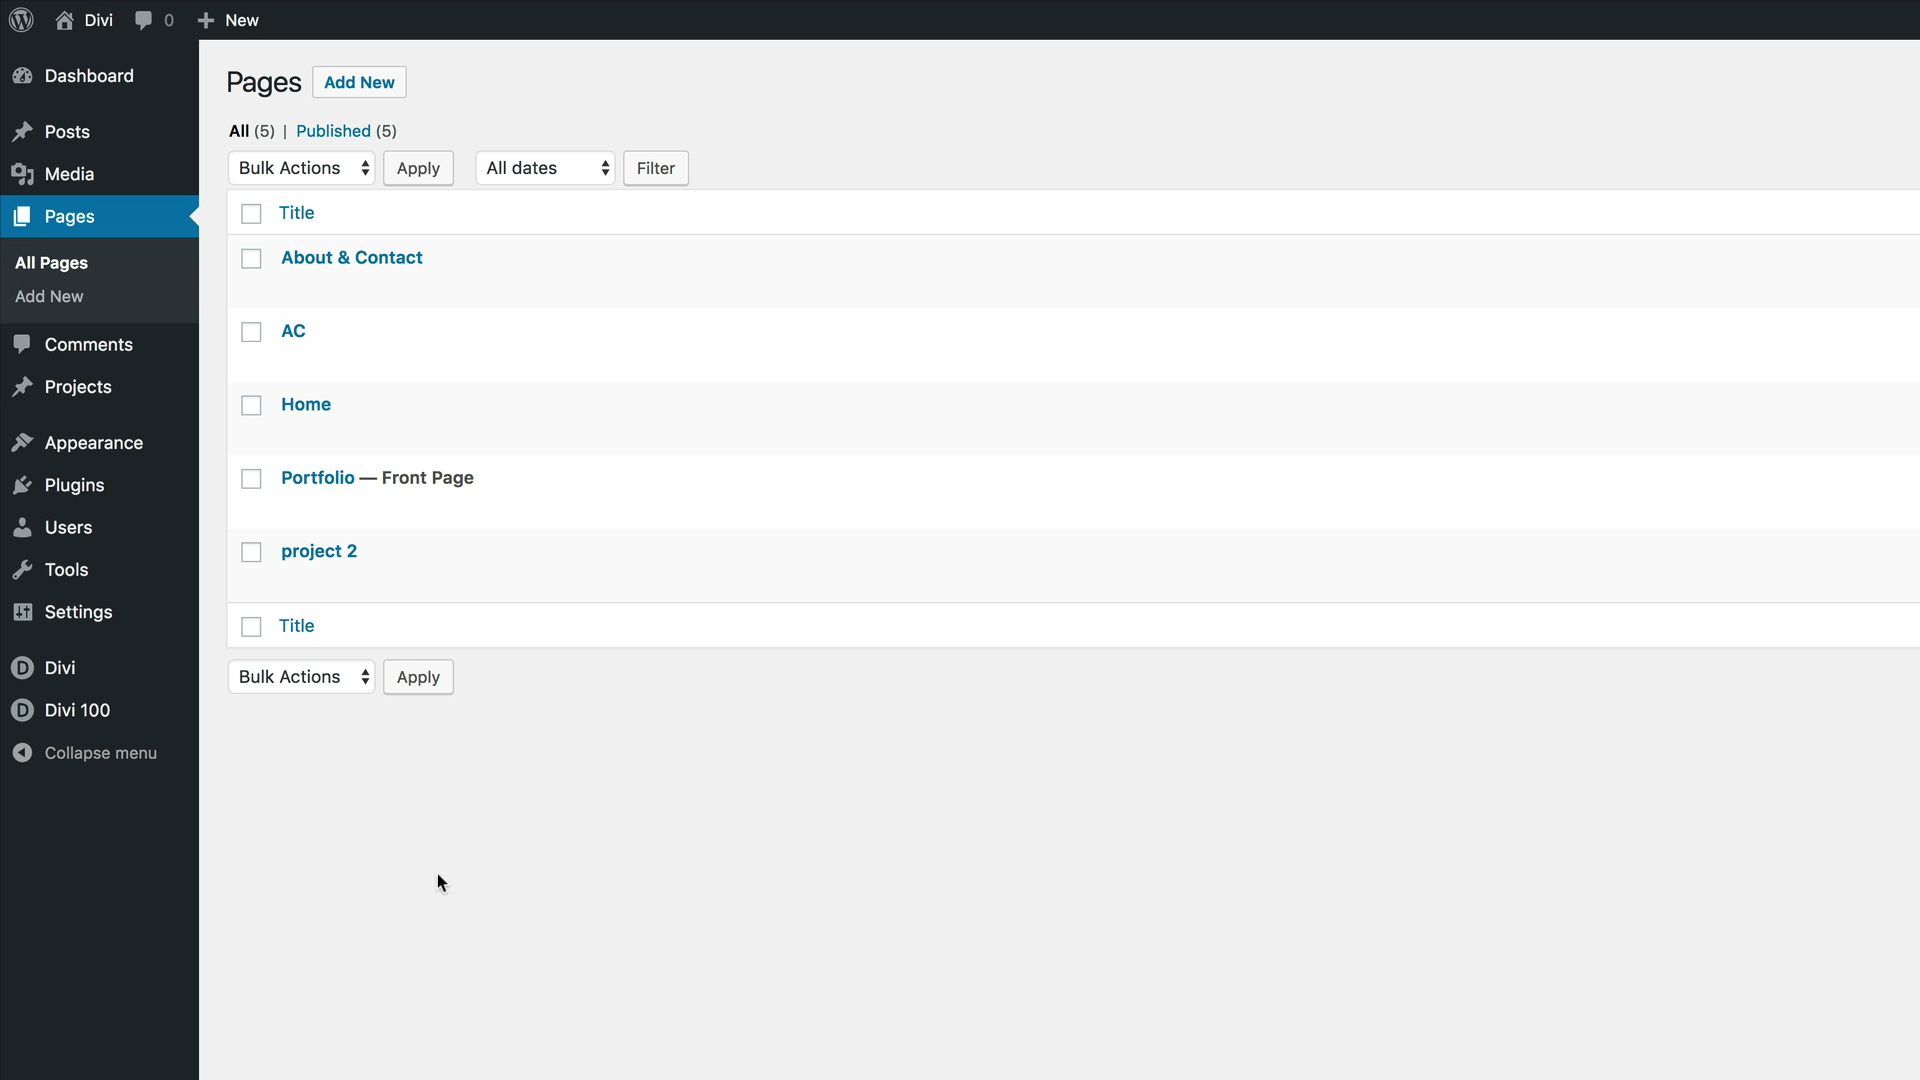 Divi 0 New
Dashboard
Posts
Media
Pages
All Pages
Add New
Comments
Projects
Appearance
Plugins
Users
Tools
Settings
Divi
Divi 100
Collapse menu
Pages Add New
All (5) | Published (5)
Bulk Actions Apply All dates Filter
Title
About & Contact
AC
Home
Portfolio — Front Page
project 2
Title
Bulk Actions Apply